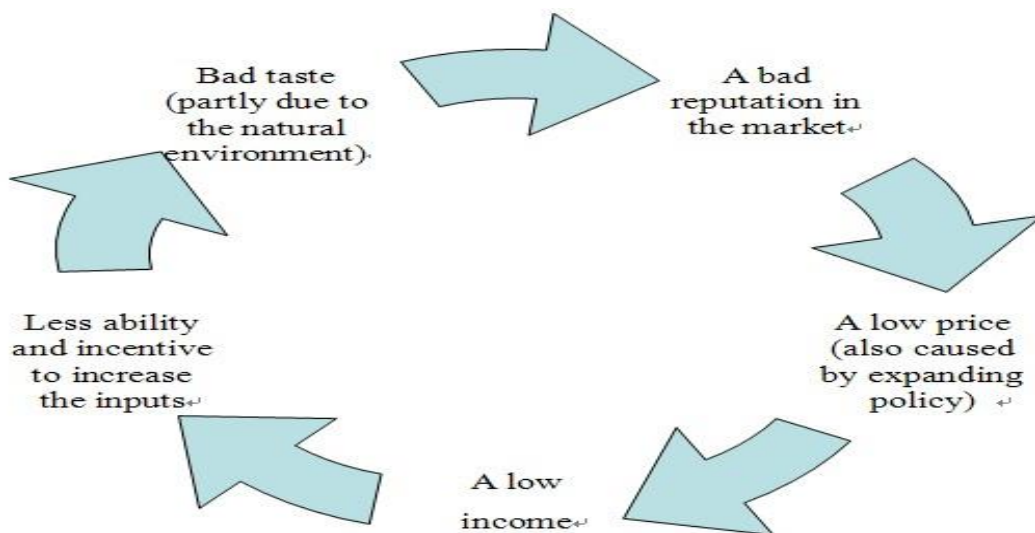 Bad taste
(partly due to
the natural
environment)
A bad
reputation in
the market↵
A low price
(also caused
by expanding
policy) ↵
A low
income↵
Less ability
and incentive
to increase
the inputs↵